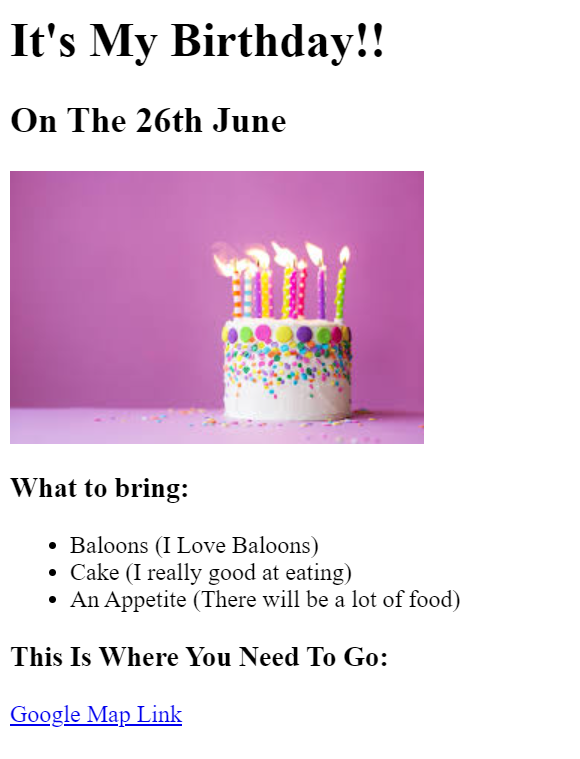 It's My Birthday!!
On The 26th June
What to bring:
Baloons (I Love Baloons)
Cake (I really good at eating)
An Appetite (There will be a lot of food)
This Is Where You Need To Go:
Google Map Link